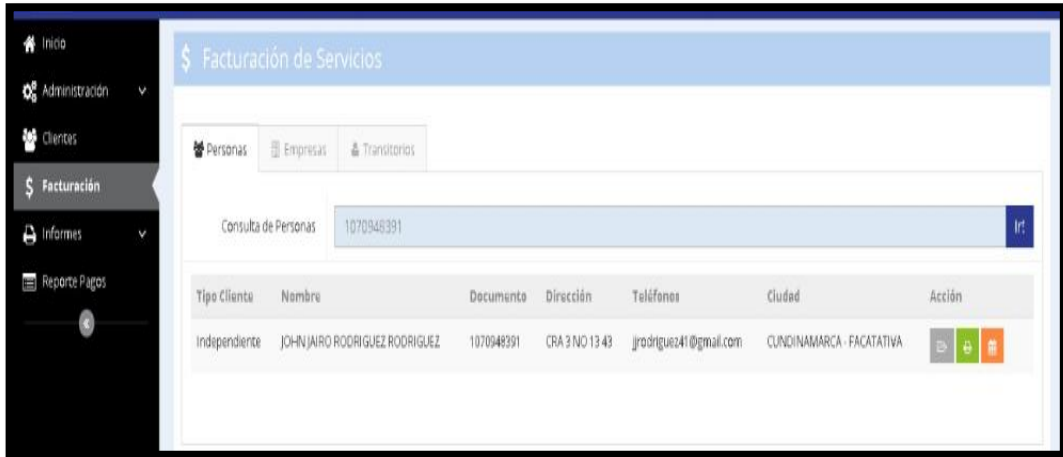 Inicio
Administración
Clientes
Facturación
Informes
Reporte Pagos
$ Facturación de Servicios
Personas Empresas Transitorios
Consulta de Personas 1070948391 Ir!
Tipo Cliente Nombre Documento Dirección Teléfonos Ciudad Acción
Independiente JOHN JAIRO RODRIGUEZ RODRIGUEZ 1070948391 CRA 3 NO 13 43 jjrodriguez41@gmail.com CUNDINAMARCA - FACATATIVA